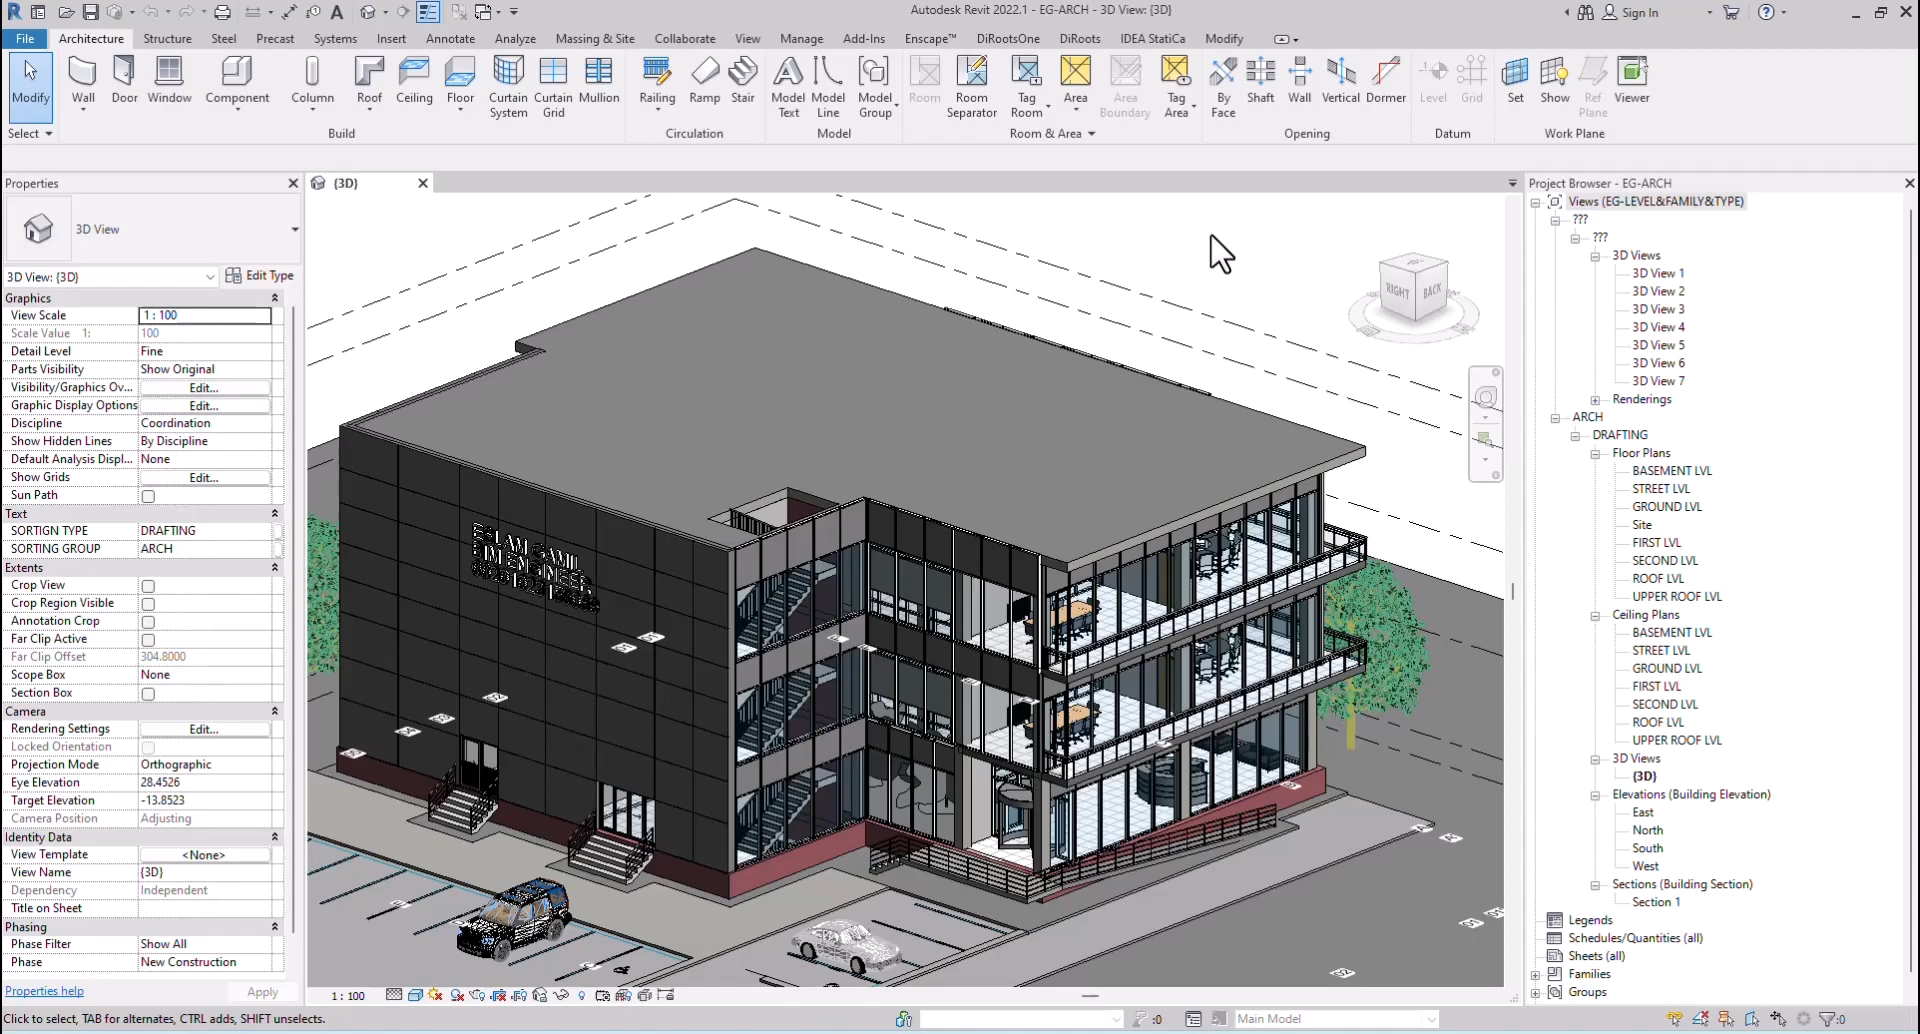 Autodesk Revit 2022.1 - EG-ARCH - 3D View: {3D}
Sign In
File Architecture Structure Steel Precast Systems Insert Annotate Analyze Massing & Site Collaborate View Manage Add-Ins Enscape™ DiRootsOne DiRoots IDEA StatiCa Modify
Modify Wall Door Window Component Column Roof Ceiling Floor Curtain System Curtain Grid Mullion Railing Ramp Stair Model Text Model Line Model Group Room Room Separator Tag Room Area Area Boundary Tag Area By Face Shaft Wall Vertical Dormer Level Grid Set Show Ref Plane Viewer
Select Build Circulation Model Room & Area Opening Datum Work Plane
Properties
3D View
3D View: {3D} Edit Type
Graphics
View Scale 1 : 100
Scale Value 1: 100
Detail Level Fine
Parts Visibility Show Original
Visibility/Graphics Ov... Edit...
Graphic Display Options Edit...
Discipline Coordination
Show Hidden Lines By Discipline
Default Analysis Displ... None
Show Grids Edit...
Sun Path
Text
SORTIGN TYPE DRAFTING
SORTING GROUP ARCH
Extents
Crop View
Crop Region Visible
Annotation Crop
Far Clip Active
Far Clip Offset 304.8000
Scope Box None
Section Box
Camera
Rendering Settings Edit...
Locked Orientation
Projection Mode Orthographic
Eye Elevation 28.4526
Target Elevation -13.8523
Camera Position Adjusting
Identity Data
View Template <None>
View Name {3D}
Dependency Independent
Title on Sheet
Phasing
Phase Filter Show All
Phase New Construction
Properties help Apply
{3D}
RIGHT BACK
ESLAM GAMIL
BIM ENGINEER
1 : 100
Project Browser - EG-ARCH
Views (EG-LEVEL&FAMILY&TYPE)
???
???
3D Views
3D View 1
3D View 2
3D View 3
3D View 4
3D View 5
3D View 6
3D View 7
Renderings
ARCH
DRAFTING
Floor Plans
BASEMENT LVL
STREET LVL
GROUND LVL
Site
FIRST LVL
SECOND LVL
ROOF LVL
UPPER ROOF LVL
Ceiling Plans
BASEMENT LVL
STREET LVL
GROUND LVL
FIRST LVL
SECOND LVL
ROOF LVL
UPPER ROOF LVL
3D Views
{3D}
Elevations (Building Elevation)
East
North
South
West
Sections (Building Section)
Section 1
Legends
Schedules/Quantities (all)
Sheets (all)
Families
Groups
Click to select, TAB for alternates, CTRL adds, SHIFT unselects.
:0
Main Model
:0